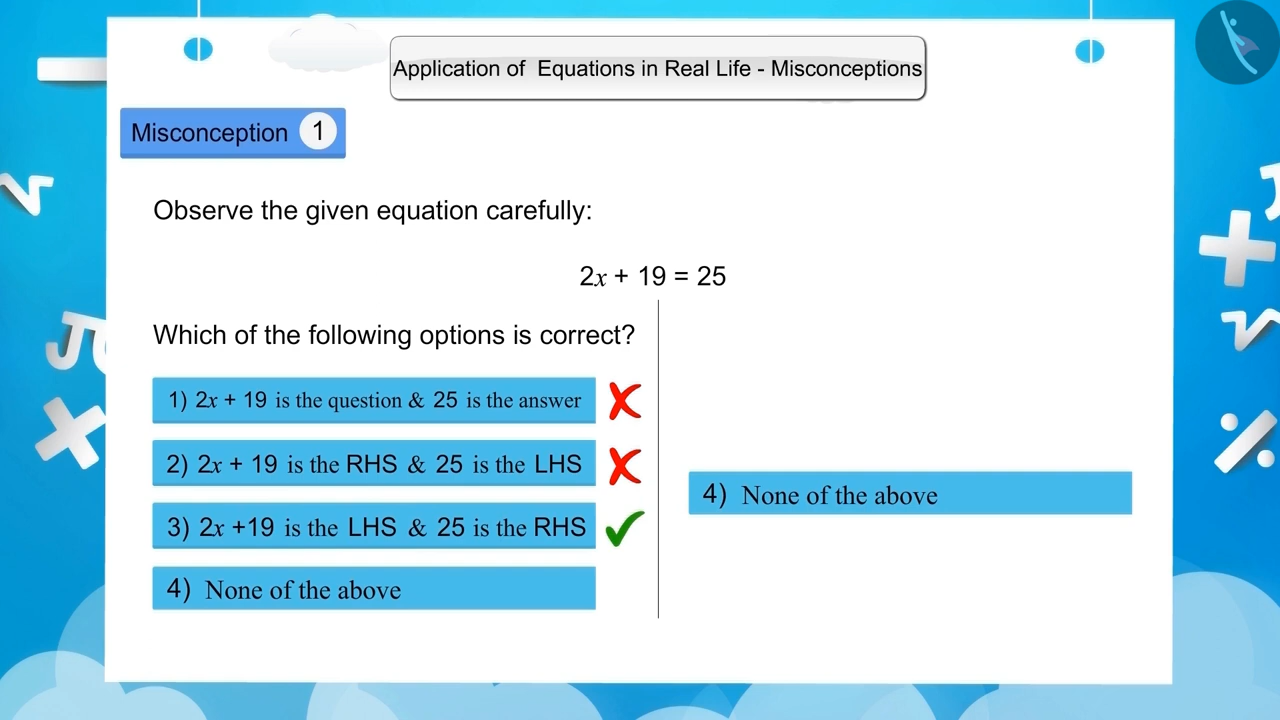 Application of Equations in Real Life - Misconceptions
Misconception 1
Observe the given equation carefully:
2x + 19 = 25
Which of the following options is correct?
1) 2x + 19 is the question & 25 is the answer
2) 2x + 19 is the RHS & 25 is the LHS
3) 2x +19 is the LHS & 25 is the RHS
4) None of the above
4) None of the above